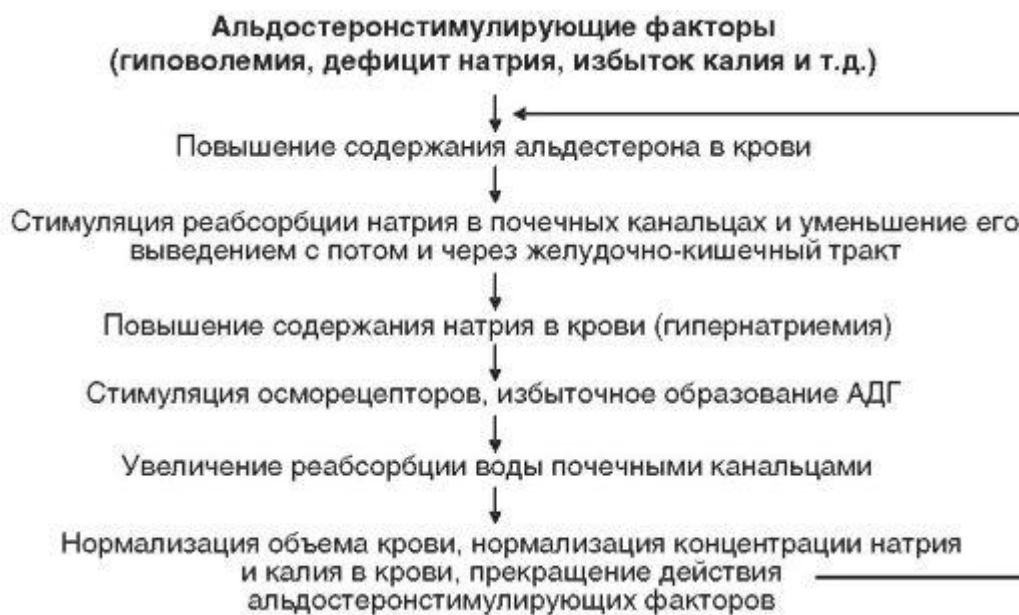 Альдостеронстимулирующие факторы
(гиповолемия, дефицит натрия, избыток калия и т.д.)
Повышение содержания альдестерона в крови
Стимуляция реабсорбции натрия в почечных канальцах и уменьшение его
выведением с потом и через желудочно-кишечный тракт
Повышение содержания натрия в крови (гипернатриемия)
Стимуляция осморецепторов, избыточное образование АДГ
Увеличение реабсорбции воды почечными канальцами
Нормализация объема крови, нормализация концентрации натрия
и калия в крови, прекращение действия
альдостеронстимулирующих факторов